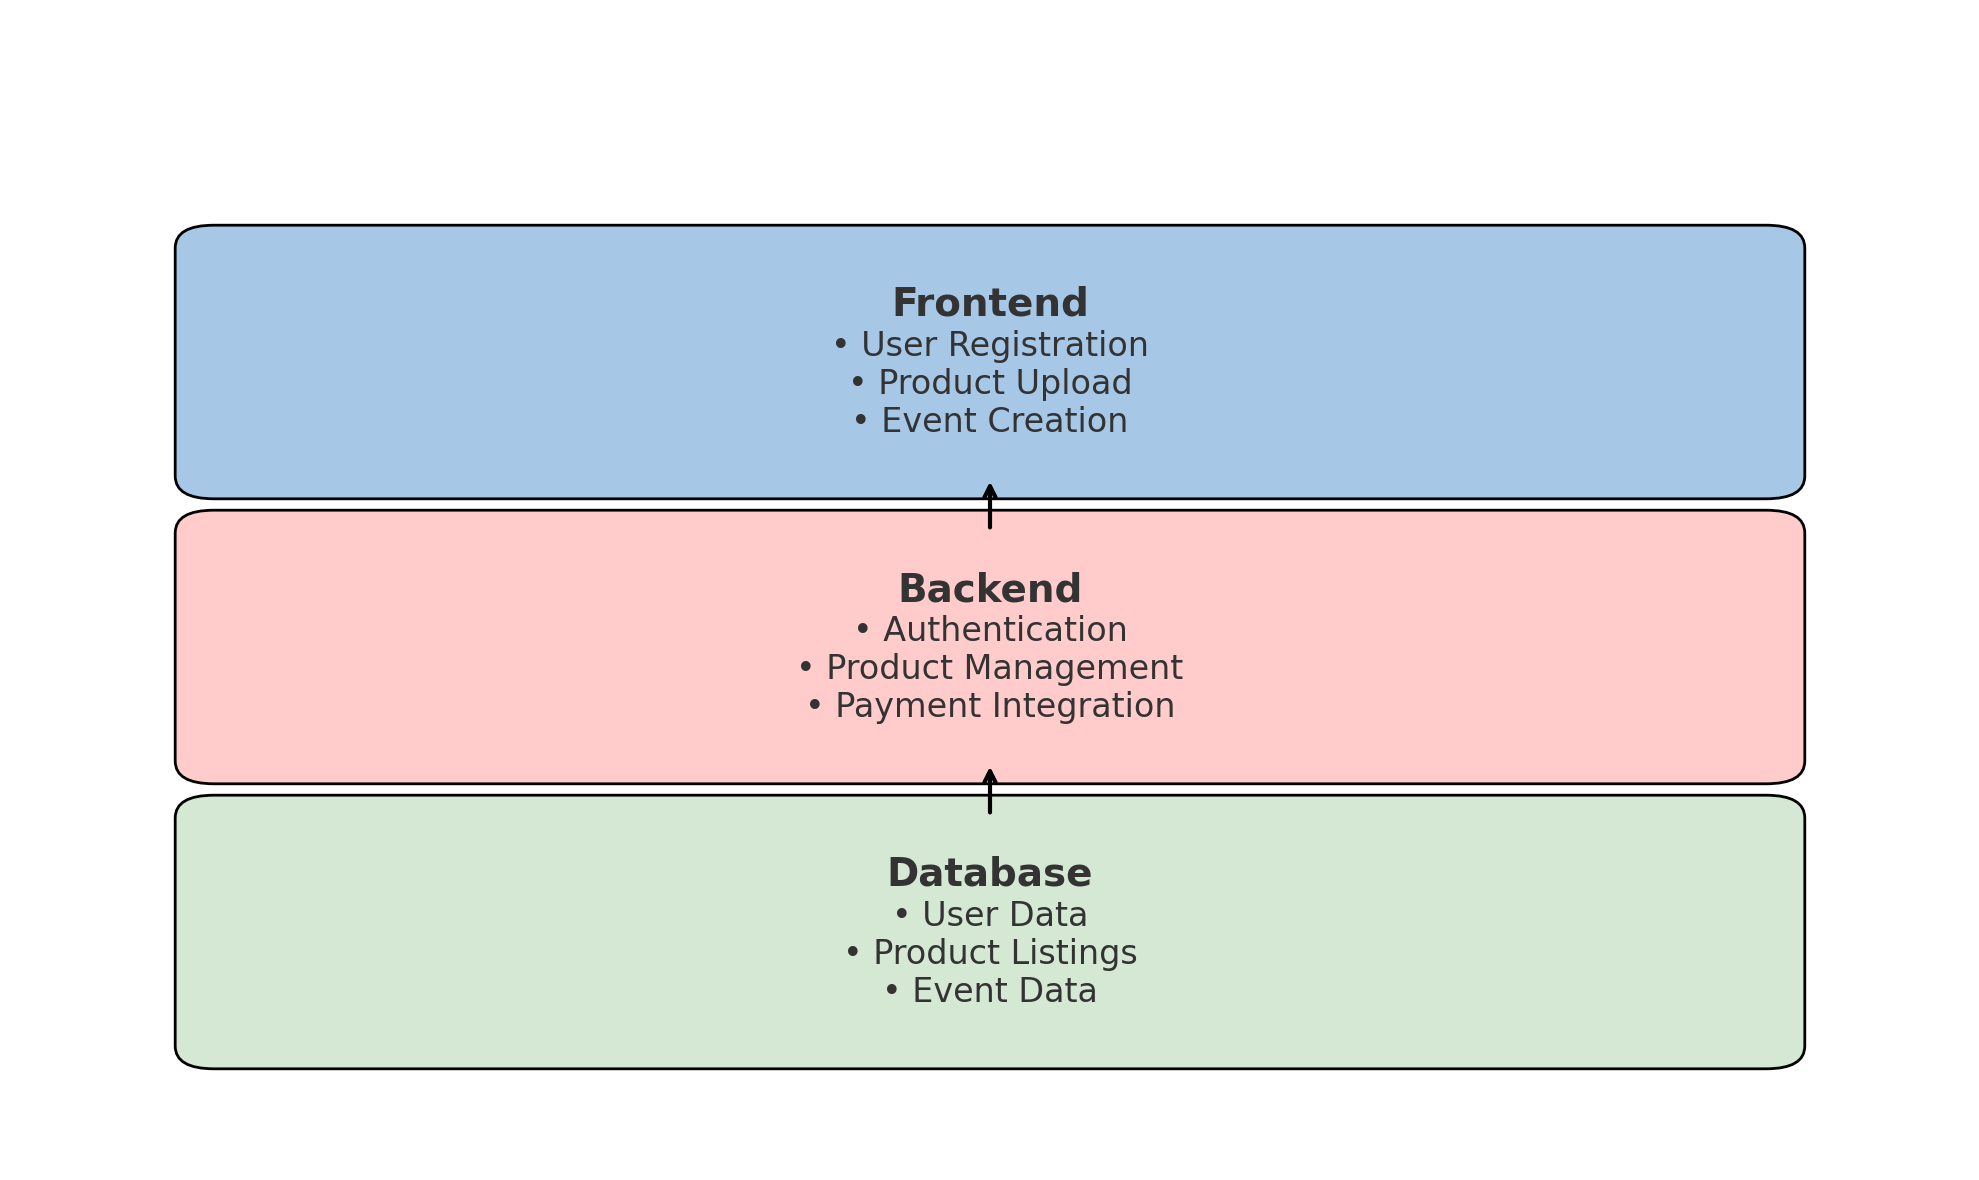 Frontend
• User Registration
• Product Upload
• Event Creation
Backend
• Authentication
• Product Management
• Payment Integration
Database
• User Data
• Product Listings
• Event Data